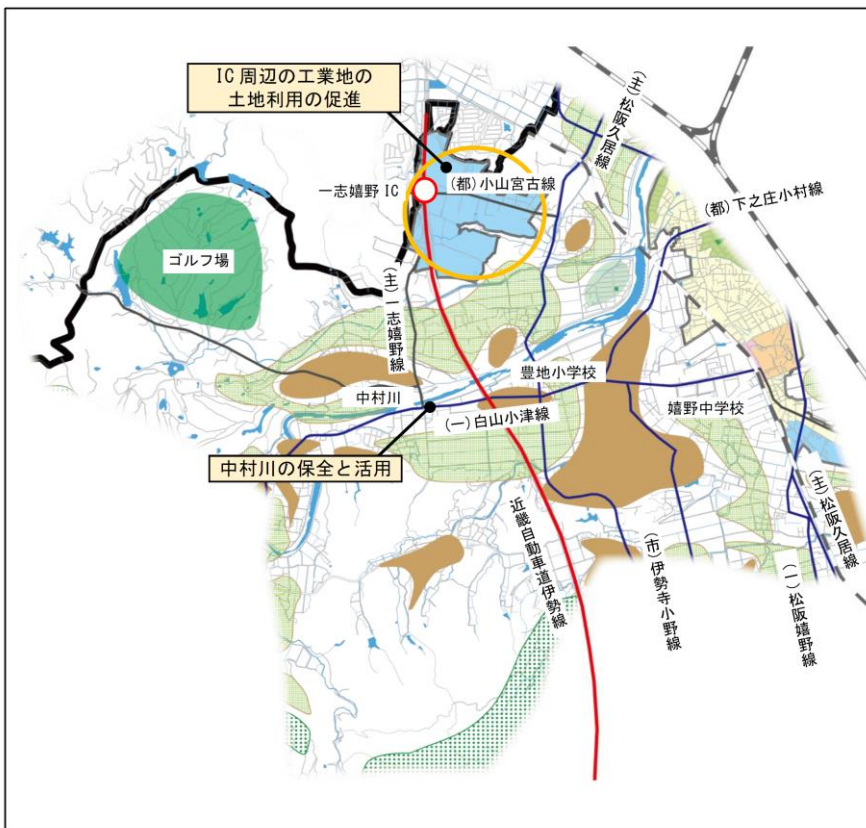 IC 周辺の工業地の
土地利用の促進
(主)松阪久居線
一志嬉野 IC
(都)小山宮古線
(都)下之庄小村線
ゴルフ場
(主)一志嬉野線
豊地小学校
中村川
嬉野中学校
(一)白山小津線
中村川の保全と活用
近畿自動車道伊勢線
(市)伊勢寺小野線
(主)松阪久居線
(一)松阪嬉野線